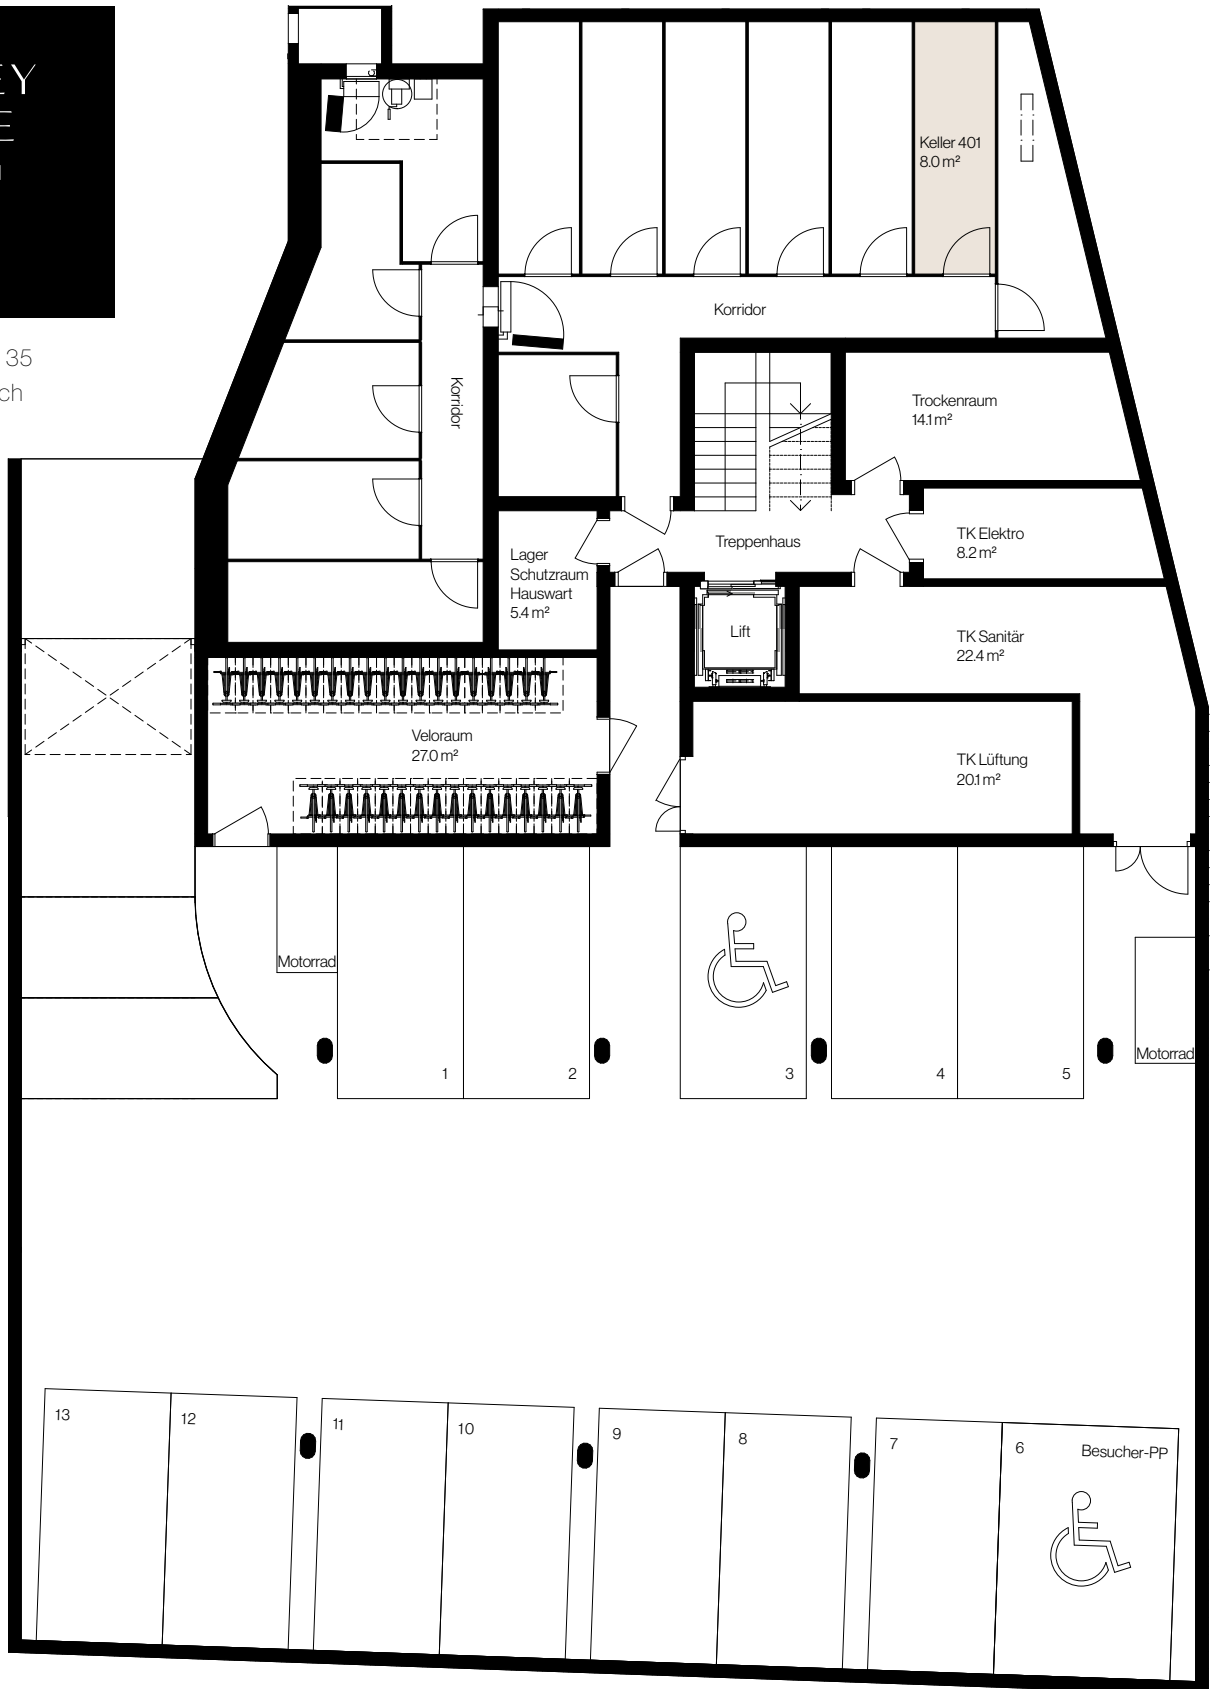 35
Keller 401
8.0 m²
Korridor
Korridor
Trockenraum
14.1 m²
TK Elektro
8.2 m²
Treppenhaus
Lager
Schutzraum
Hauswart
5.4 m²
Lift
TK Sanitär
22.4 m²
Veloraum
27.0 m²
TK Lüftung
20.1 m²
Motorrad
Motorrad
1
2
3
4
5
13
12
11
10
9
8
7
6
Besucher-PP